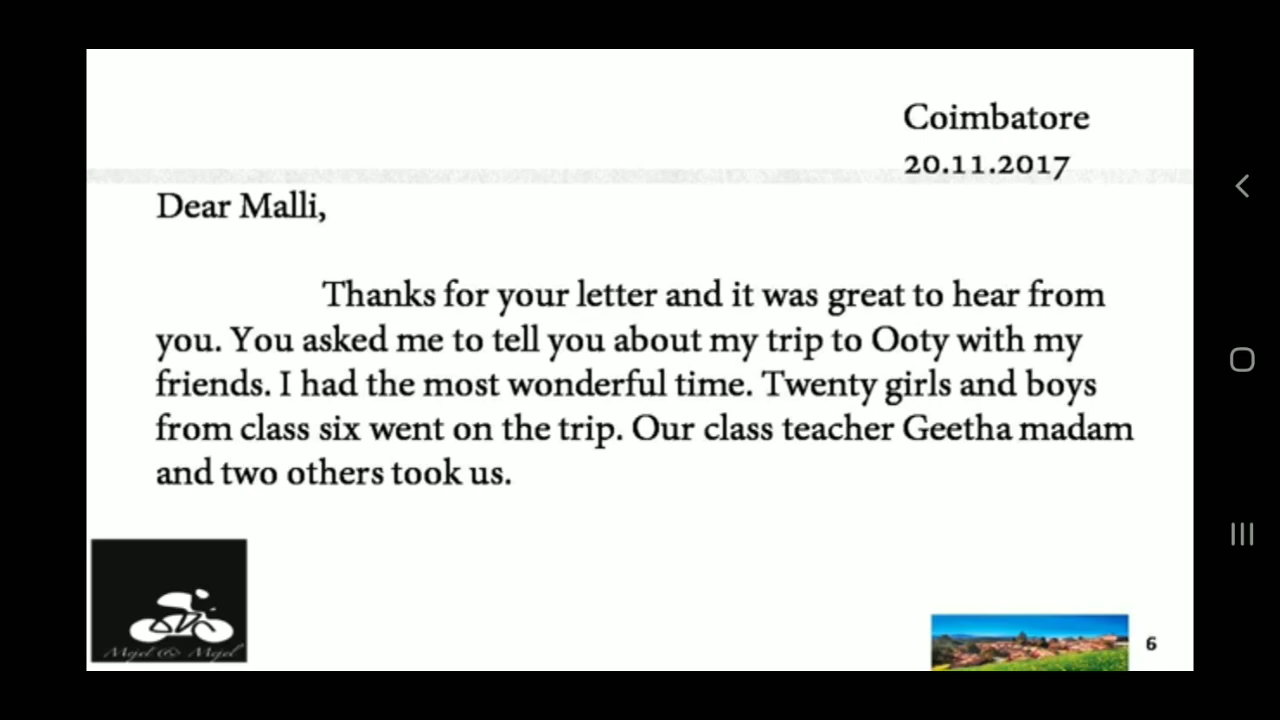 Coimbatore
20.11.2017
Dear Malli,
Thanks for your letter and it was great to hear from
you. You asked me to tell you about my trip to Ooty with my
friends. I had the most wonderful time. Twenty girls and boys
from class six went on the trip. Our class teacher Geetha madam
and two others took us.
Mejel & Mejel
6